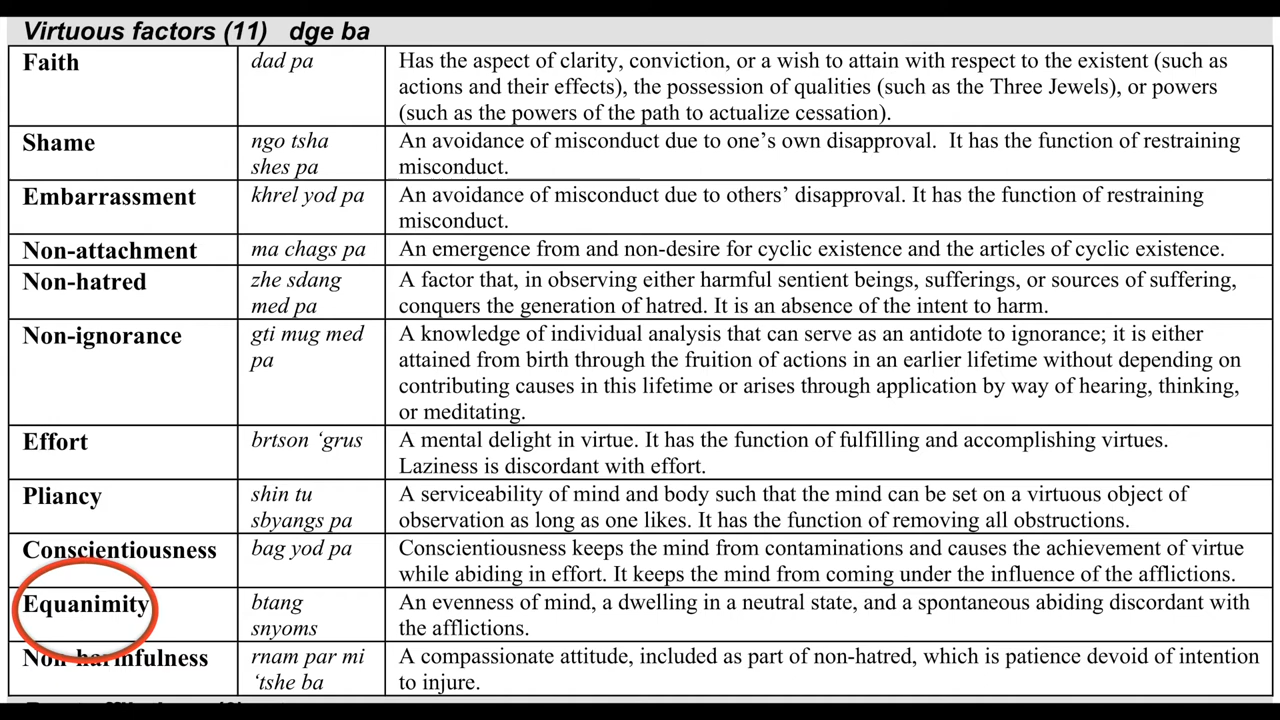 Virtuous factors (11) dge ba
Faith
dad pa
Has the aspect of clarity, conviction, or a wish to attain with respect to the existent (such as
actions and their effects), the possession of qualities (such as the Three Jewels), or powers
(such as the powers of the path to actualize cessation).
Shame
ngo tsha
shes pa
An avoidance of misconduct due to one’s own disapproval. It has the function of restraining
misconduct.
Embarrassment
khrel yod pa
An avoidance of misconduct due to others’ disapproval. It has the function of restraining
misconduct.
Non-attachment
ma chags pa
An emergence from and non-desire for cyclic existence and the articles of cyclic existence.
Non-hatred
zhe sdang
med pa
A factor that, in observing either harmful sentient beings, sufferings, or sources of suffering,
conquers the generation of hatred. It is an absence of the intent to harm.
Non-ignorance
gti mug med
pa
A knowledge of individual analysis that can serve as an antidote to ignorance; it is either
attained from birth through the fruition of actions in an earlier lifetime without depending on
contributing causes in this lifetime or arises through application by way of hearing, thinking,
or meditating.
Effort
brtson ‘grus
A mental delight in virtue. It has the function of fulfilling and accomplishing virtues.
Laziness is discordant with effort.
Pliancy
shin tu
sbyangs pa
A serviceability of mind and body such that the mind can be set on a virtuous object of
observation as long as one likes. It has the function of removing all obstructions.
Conscientiousness
bag yod pa
Conscientiousness keeps the mind from contaminations and causes the achievement of virtue
while abiding in effort. It keeps the mind from coming under the influence of the afflictions.
Equanimity
btang
snyoms
An evenness of mind, a dwelling in a neutral state, and a spontaneous abiding discordant with
the afflictions.
Non-harmfulness
rnam par mi
‘tshe ba
A compassionate attitude, included as part of non-hatred, which is patience devoid of intention
to injure.